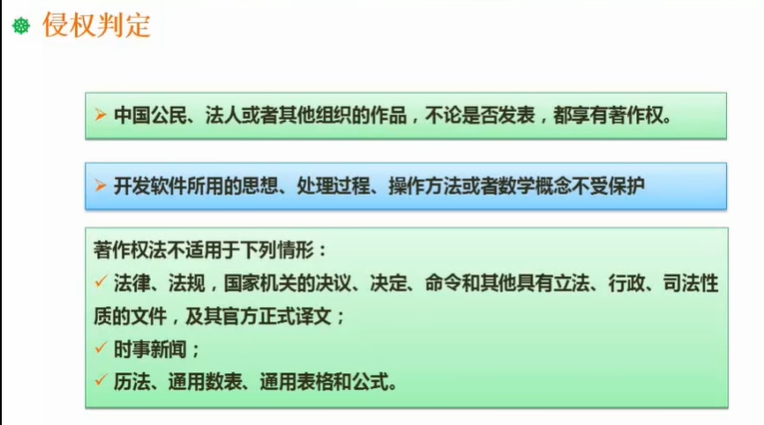 侵权判定
中国公民、法人或者其他组织的作品，不论是否发表，都享有著作权。
开发软件所用的思想、处理过程、操作方法或者数学概念不受保护
著作权法不适用于下列情形：
法律、法规，国家机关的决议、决定、命令和其他具有立法、行政、司法性
质的文件，及其官方正式译文；
时事新闻；
历法、通用数表、通用表格和公式。